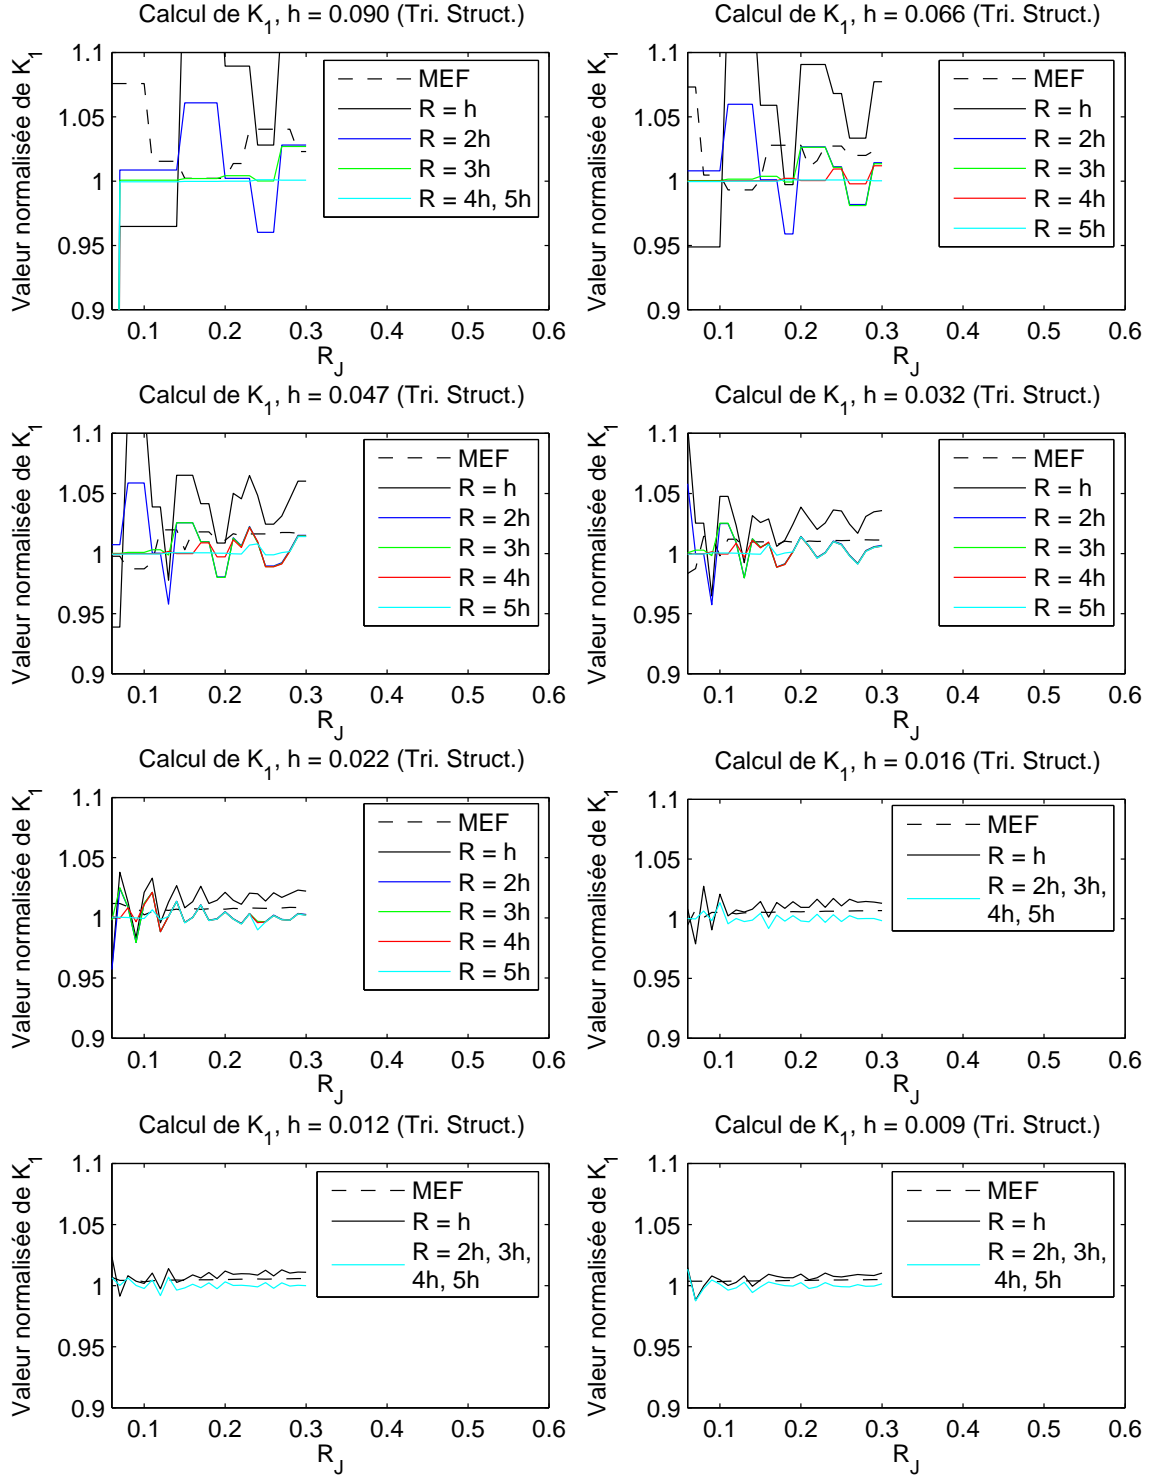 Calcul de K1, h = 0.090 (Tri. Struct.)
Valeur normalisée de K1
1.1
1.05
1
0.95
0.9
0.1
0.2
0.3
0.4
0.5
0.6
RJ
MEF
R = h
R = 2h
R = 3h
R = 4h, 5h
Calcul de K1, h = 0.066 (Tri. Struct.)
Valeur normalisée de K1
1.1
1.05
1
0.95
0.9
0.1
0.2
0.3
0.4
0.5
0.6
RJ
MEF
R = h
R = 2h
R = 3h
R = 4h
R = 5h
Calcul de K1, h = 0.047 (Tri. Struct.)
Valeur normalisée de K1
1.1
1.05
1
0.95
0.9
0.1
0.2
0.3
0.4
0.5
0.6
RJ
MEF
R = h
R = 2h
R = 3h
R = 4h
R = 5h
Calcul de K1, h = 0.032 (Tri. Struct.)
Valeur normalisée de K1
1.1
1.05
1
0.95
0.9
0.1
0.2
0.3
0.4
0.5
0.6
RJ
MEF
R = h
R = 2h
R = 3h
R = 4h
R = 5h
Calcul de K1, h = 0.022 (Tri. Struct.)
Valeur normalisée de K1
1.1
1.05
1
0.95
0.9
0.1
0.2
0.3
0.4
0.5
0.6
RJ
MEF
R = h
R = 2h
R = 3h
R = 4h
R = 5h
Calcul de K1, h = 0.016 (Tri. Struct.)
Valeur normalisée de K1
1.1
1.05
1
0.95
0.9
0.1
0.2
0.3
0.4
0.5
0.6
RJ
MEF
R = h
R = 2h, 3h,
4h, 5h
Calcul de K1, h = 0.012 (Tri. Struct.)
Valeur normalisée de K1
1.1
1.05
1
0.95
0.9
0.1
0.2
0.3
0.4
0.5
0.6
RJ
MEF
R = h
R = 2h, 3h,
4h, 5h
Calcul de K1, h = 0.009 (Tri. Struct.)
Valeur normalisée de K1
1.1
1.05
1
0.95
0.9
0.1
0.2
0.3
0.4
0.5
0.6
RJ
MEF
R = h
R = 2h, 3h,
4h, 5h